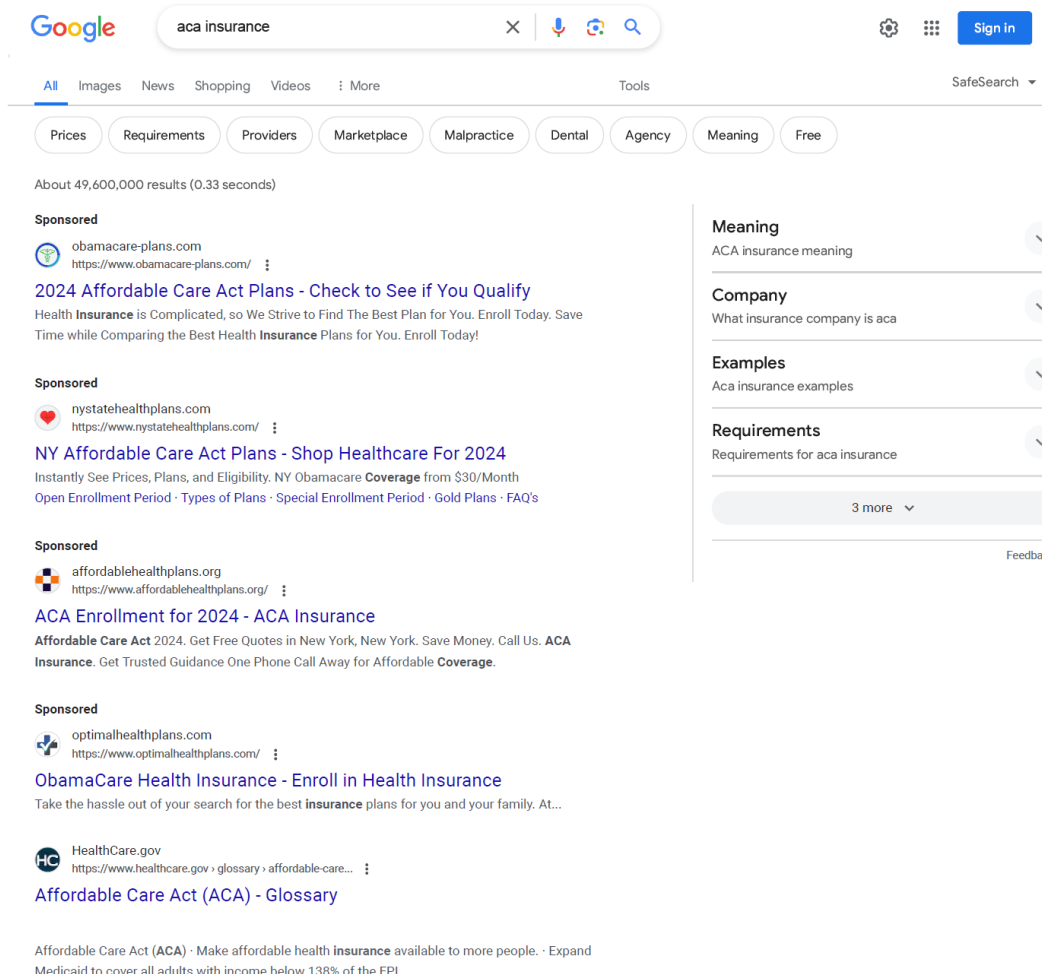 Google
aca insurance
Sign in
All Images News Shopping Videos More Tools SafeSearch
Prices Requirements Providers Marketplace Malpractice Dental Agency Meaning Free
About 49,600,000 results (0.33 seconds)
Sponsored
obamacare-plans.com
https://www.obamacare-plans.com/
2024 Affordable Care Act Plans - Check to See if You Qualify
Health Insurance is Complicated, so We Strive to Find The Best Plan for You. Enroll Today. Save
Time while Comparing the Best Health Insurance Plans for You. Enroll Today!
Sponsored
nystatehealthplans.com
https://www.nystatehealthplans.com/
NY Affordable Care Act Plans - Shop Healthcare For 2024
Instantly See Prices, Plans, and Eligibility. NY Obamacare Coverage from $30/Month
Open Enrollment Period · Types of Plans · Special Enrollment Period · Gold Plans · FAQ's
Sponsored
affordablehealthplans.org
https://www.affordablehealthplans.org/
ACA Enrollment for 2024 - ACA Insurance
Affordable Care Act 2024. Get Free Quotes in New York, New York. Save Money. Call Us. ACA
Insurance. Get Trusted Guidance One Phone Call Away for Affordable Coverage.
Sponsored
optimalhealthplans.com
https://www.optimalhealthplans.com/
ObamaCare Health Insurance - Enroll in Health Insurance
Take the hassle out of your search for the best insurance plans for you and your family. At...
HC
HealthCare.gov
https://www.healthcare.gov › glossary › affordable-care...
Affordable Care Act (ACA) - Glossary
Affordable Care Act (ACA) · Make affordable health insurance available to more people. · Expand
Medicaid to cover all adults with income below 138% of the FPL
Meaning
ACA insurance meaning
Company
What insurance company is aca
Examples
Aca insurance examples
Requirements
Requirements for aca insurance
3 more
Feedba